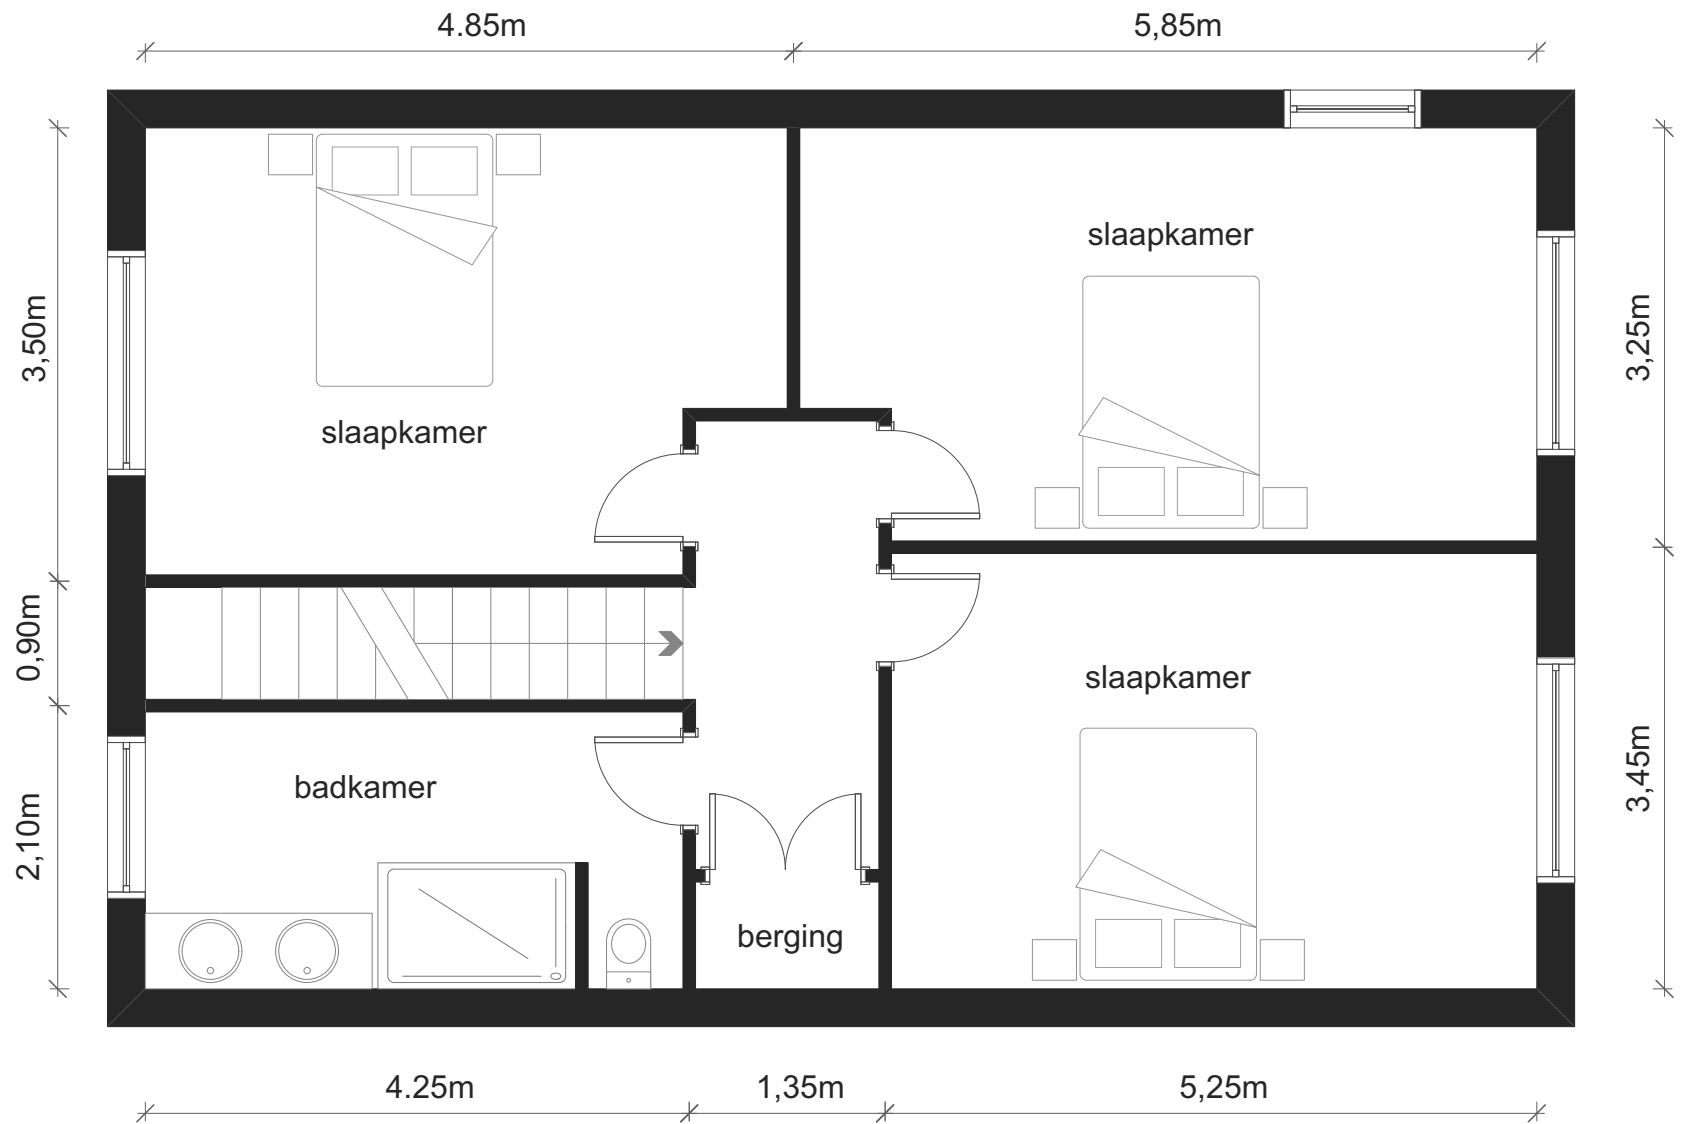 4.85m
5,85m
slaapkamer
3,50m
3,25m
slaapkamer
0,90m
slaapkamer
badkamer
2,10m
3,45m
berging
4.25m
1,35m
5,25m